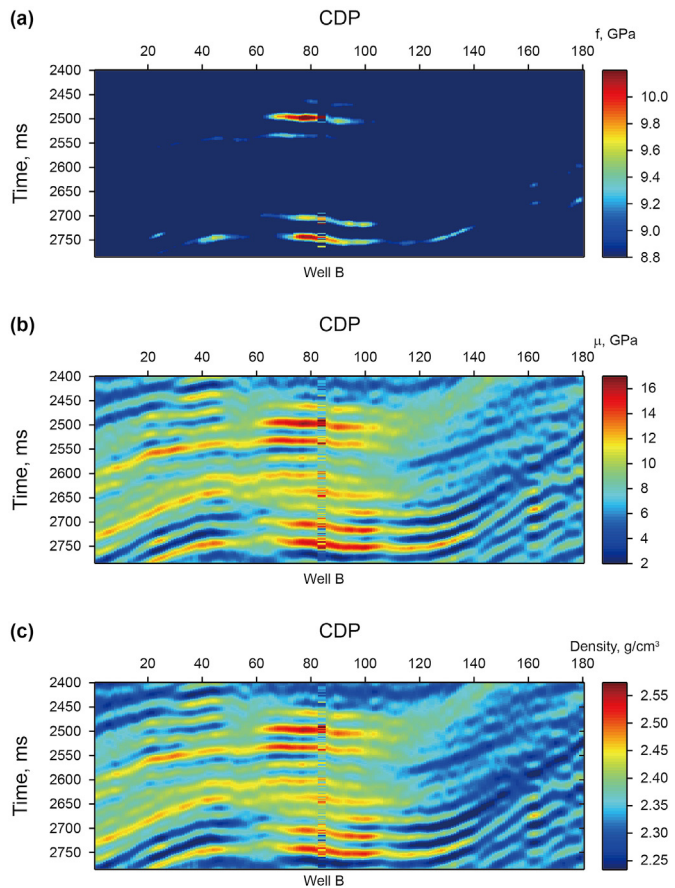 (a)
CDP
f, GPa
20 40 60 80 100 120 140 160 180
2400
2450
2500
2550
2600
2650
2700
2750
Time, ms
10.0
9.8
9.6
9.4
9.2
9.0
8.8
Well B
(b)
CDP
μ, GPa
20 40 60 80 100 120 140 160 180
2400
2450
2500
2550
2600
2650
2700
2750
Time, ms
16
14
12
10
8
6
4
2
Well B
(c)
CDP
Density, g/cm³
20 40 60 80 100 120 140 160 180
2400
2450
2500
2550
2600
2650
2700
2750
Time, ms
2.55
2.50
2.45
2.40
2.35
2.30
2.25
Well B